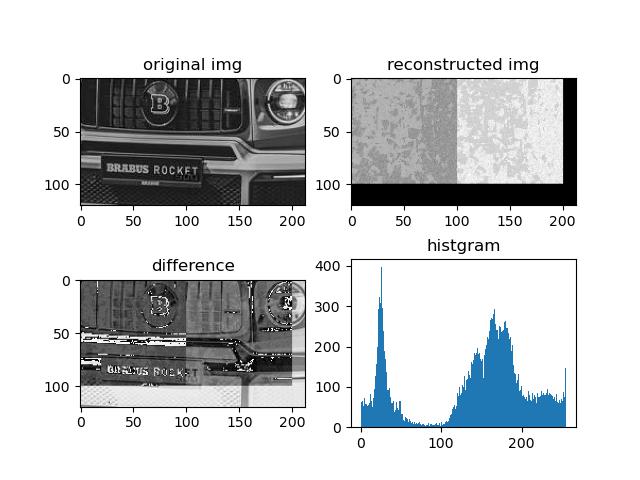 original img
0
50
100
0 50 100 150 200
B
BRABUS ROCKET
BRABUS
reconstructed img
0
50
100
0 50 100 150 200
difference
0
50
100
0 50 100 150 200
B
BRABUS ROCKET
histgram
400
300
200
100
0
0 100 200